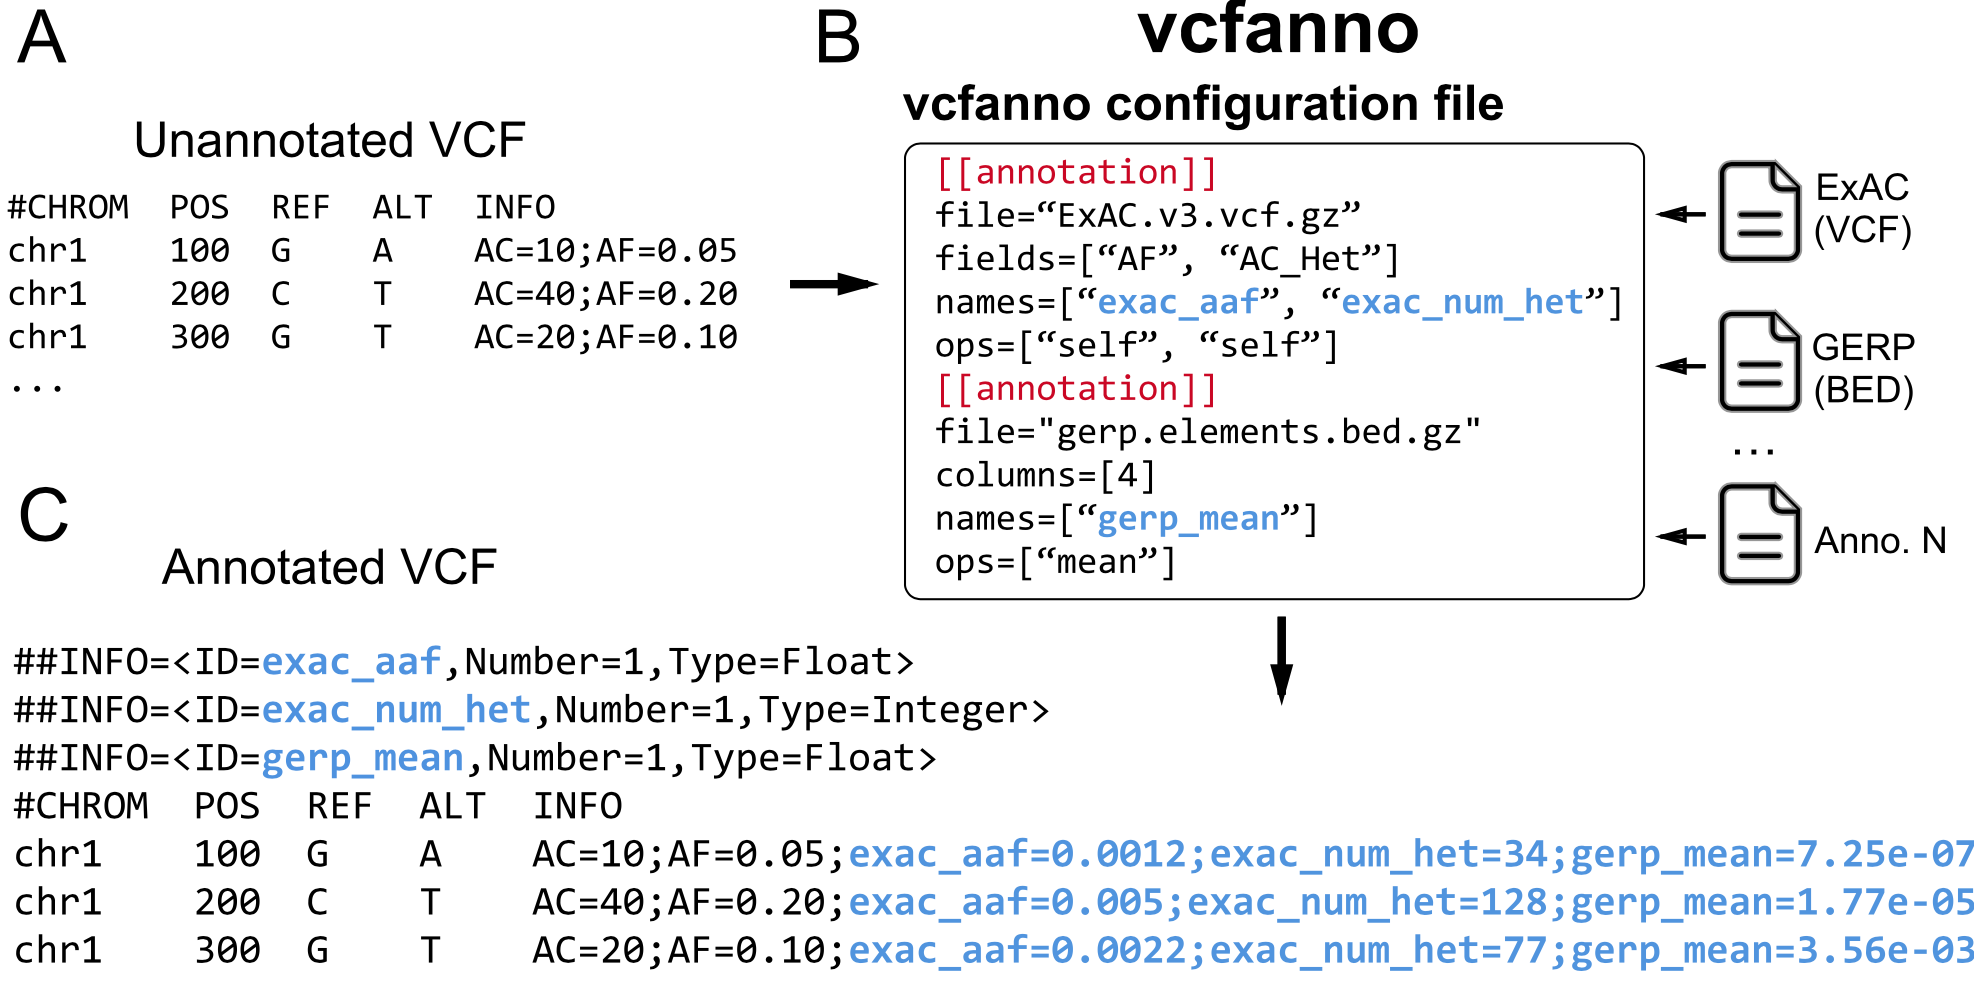 A
Unannotated VCF
#CHROM POS REF ALT INFO
chr1 100 G A AC=10;AF=0.05
chr1 200 C T AC=40;AF=0.20
chr1 300 G T AC=20;AF=0.10
...
B
vcfanno
vcfanno configuration file
[[annotation]]
file=“ExAC.v3.vcf.gz”
fields=[“AF”, “AC_Het”]
names=[“exac_aaf”, “exac_num_het”]
ops=[“self”, “self”]
[[annotation]]
file="gerp.elements.bed.gz"
columns=[4]
names=[“gerp_mean”]
ops=[“mean”]
ExAC
(VCF)
GERP
(BED)
...
Anno. N
C
Annotated VCF
##INFO=<ID=exac_aaf,Number=1,Type=Float>
##INFO=<ID=exac_num_het,Number=1,Type=Integer>
##INFO=<ID=gerp_mean,Number=1,Type=Float>
#CHROM POS REF ALT INFO
chr1 100 G A AC=10;AF=0.05;exac_aaf=0.0012;exac_num_het=34;gerp_mean=7.25e-07
chr1 200 C T AC=40;AF=0.20;exac_aaf=0.005;exac_num_het=128;gerp_mean=1.77e-05
chr1 300 G T AC=20;AF=0.10;exac_aaf=0.0022;exac_num_het=77;gerp_mean=3.56e-03